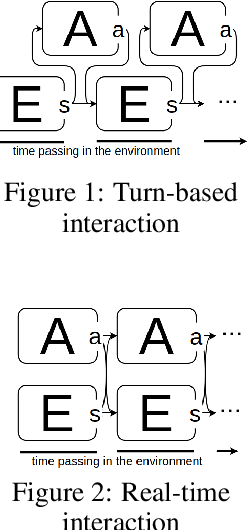 A a A a
E s E s ...
time passing in the environment
Figure 1: Turn-based
interaction
A a A a ...
E s E s ...
time passing in the environment
Figure 2: Real-time
interaction